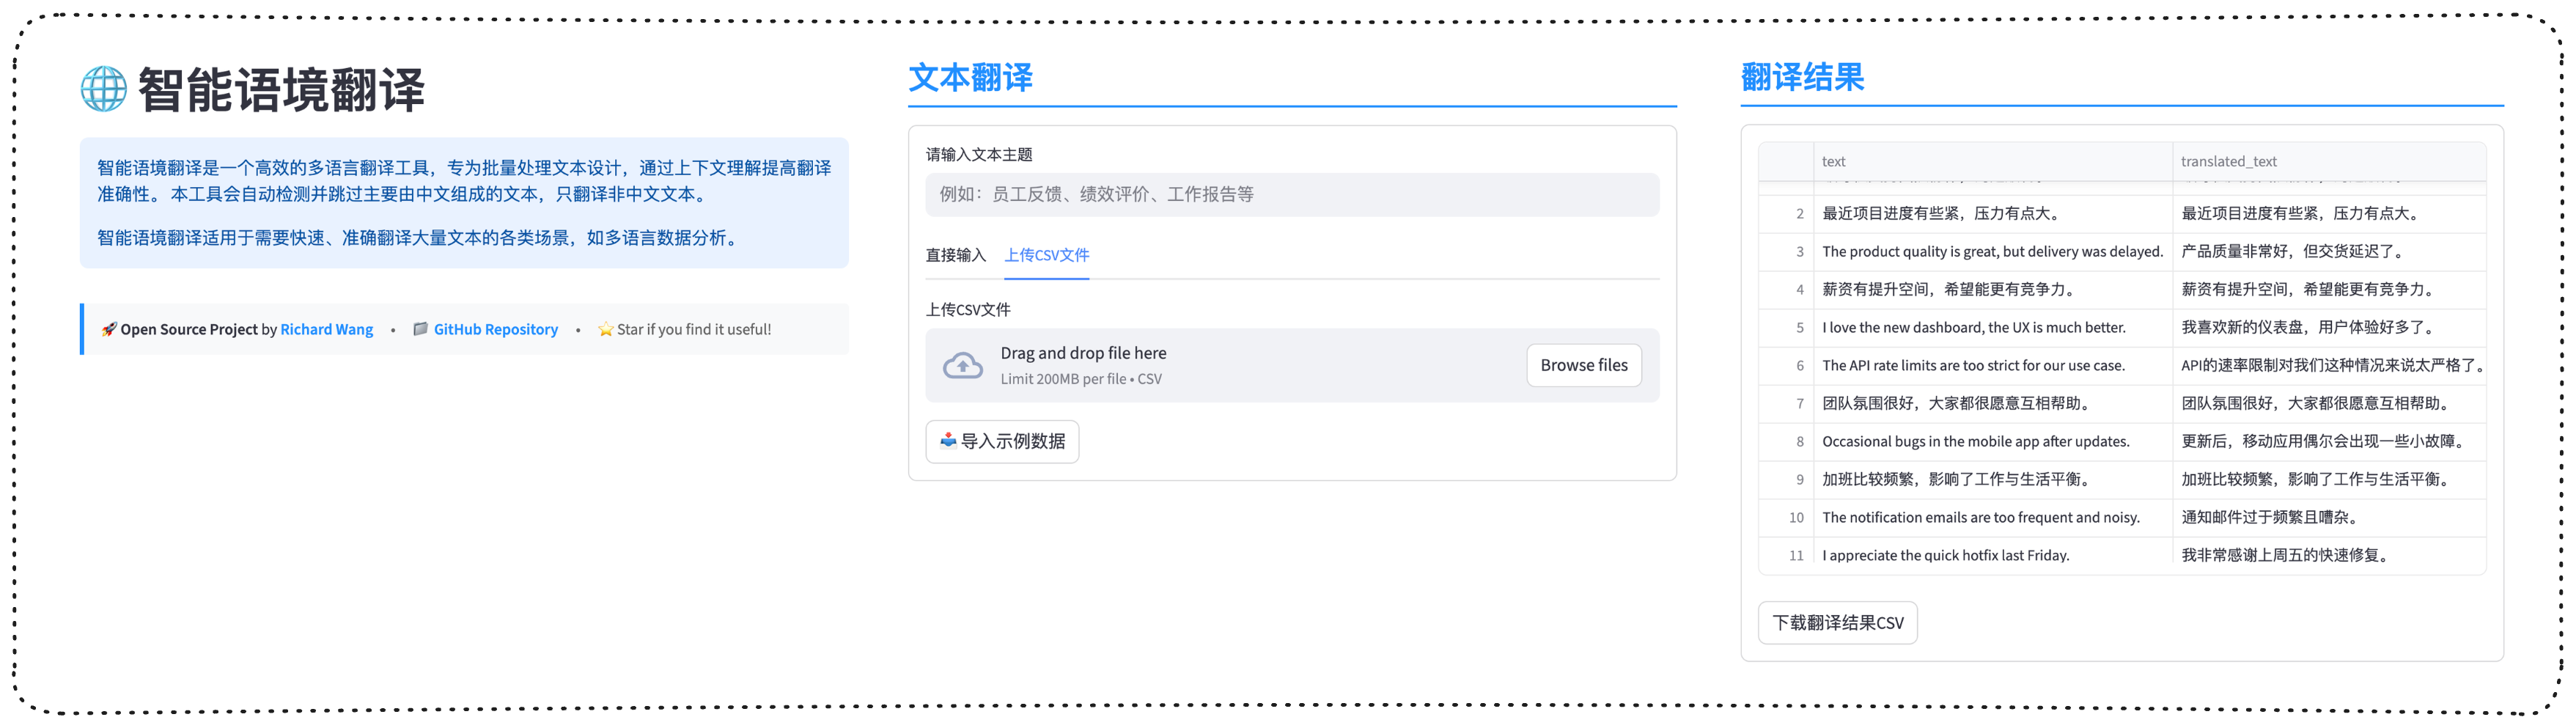 🌐 智能语境翻译
智能语境翻译是一个高效的多语言翻译工具，专为批量处理文本设计，通过上下文理解提高翻译
准确性。 本工具会自动检测并跳过主要由中文组成的文本，只翻译非中文文本。
智能语境翻译适用于需要快速、准确翻译大量文本的各类场景，如多语言数据分析。
🚀 Open Source Project by Richard Wang • 📁 GitHub Repository • ⭐ Star if you find it useful!
文本翻译
请输入文本主题
例如：员工反馈、绩效评价、工作报告等
直接输入 上传CSV文件
上传CSV文件
Drag and drop file here
Limit 200MB per file • CSV
Browse files
📥 导入示例数据
翻译结果
text translated_text
2 最近项目进度有些紧，压力有点大。 最近项目进度有些紧，压力有点大。
3 The product quality is great, but delivery was delayed. 产品质量非常好，但交货延迟了。
4 薪资有提升空间，希望能更有竞争力。 薪资有提升空间，希望能更有竞争力。
5 I love the new dashboard, the UX is much better. 我喜欢新的仪表盘，用户体验好多了。
6 The API rate limits are too strict for our use case. API的速率限制对我们这种情况来说太严格了。
7 团队氛围很好，大家都很愿意互相帮助。 团队氛围很好，大家都很愿意互相帮助。
8 Occasional bugs in the mobile app after updates. 更新后，移动应用偶尔会出现一些小故障。
9 加班比较频繁，影响了工作与生活平衡。 加班比较频繁，影响了工作与生活平衡。
10 The notification emails are too frequent and noisy. 通知邮件过于频繁且嘈杂。
11 I appreciate the quick hotfix last Friday. 我非常感谢上周五的快速修复。
下载翻译结果CSV